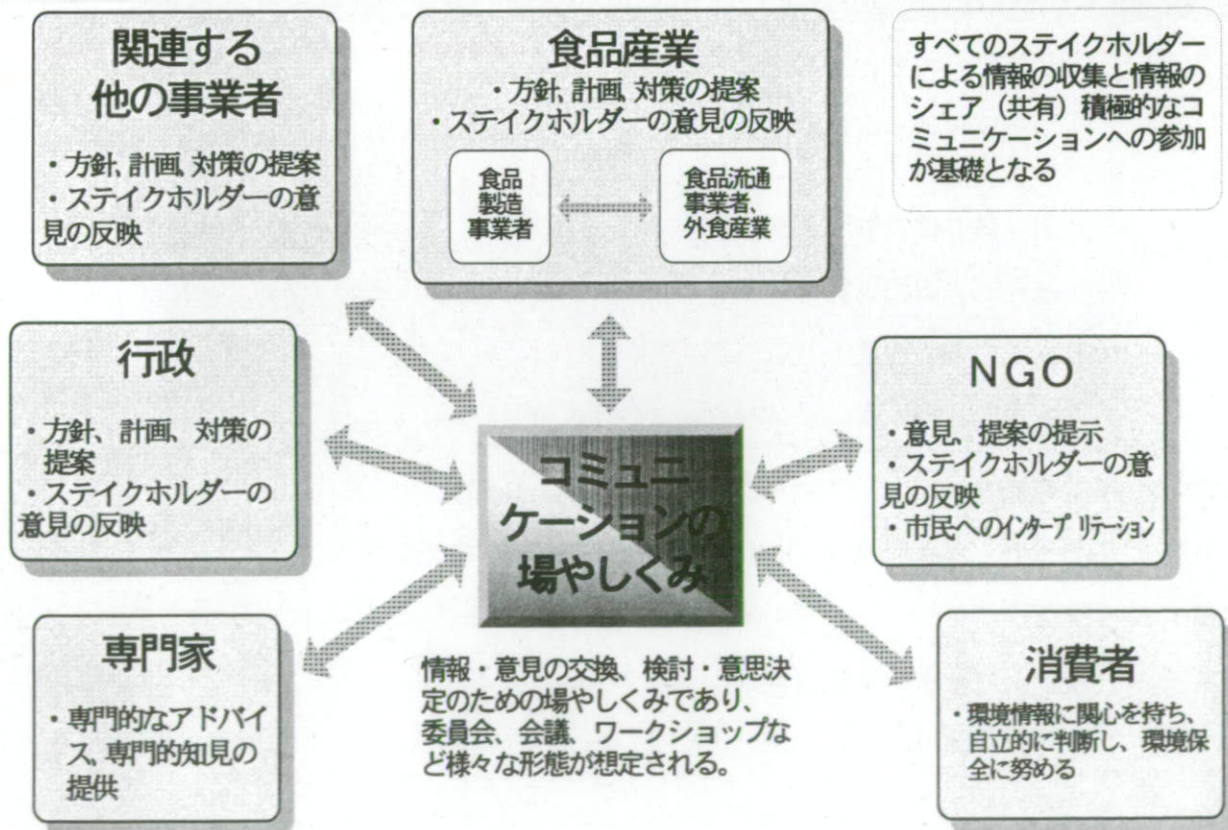 関連する
他の事業者
・方針、計画、対策の提案
・ステイクホルダーの意
見の反映
食品産業
・方針、計画、対策の提案
・ステイクホルダーの意見の反映
食品
製造
事業者
食品流通
事業者、
外食産業
すべてのステイクホルダー
による情報の収集と情報の
シェア（共有）積極的なコ
ミュニケーションへの参加
が基礎となる
行政
・方針、計画、対策の
提案
・ステイクホルダーの
意見の反映
コミュニ
ケーションの
場やしくみ
NGO
・意見、提案の提示
・ステイクホルダーの意
見の反映
・市民へのインタープリテーション
専門家
・専門的なアドバイ
ス、専門的知見の
提供
情報・意見の交換、検討・意思決
定のための場やしくみであり、
委員会、会議、ワークショップな
ど様々な形態が想定される。
消費者
・環境情報に関心を持ち、
自立的に判断し、環境保
全に努める